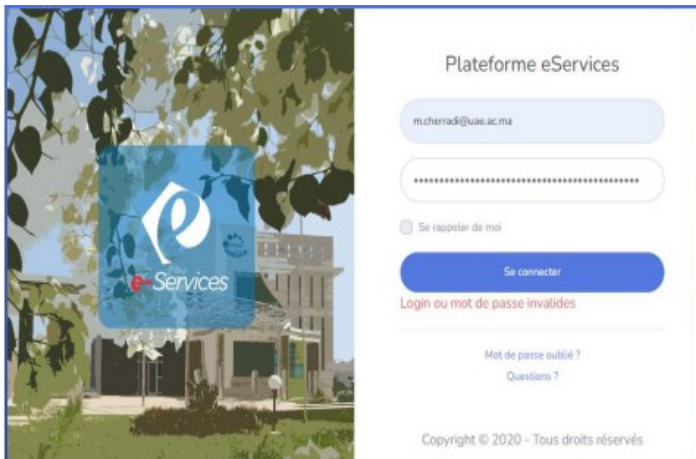 e-Services
Plateforme eServices
m.cherradi@uae.ac.ma
********************************************
Se rappeler de moi
Se connecter
Login ou mot de passe invalides
Mot de passe oublié ?
Questions ?
Copyright © 2020 - Tous droits réservés